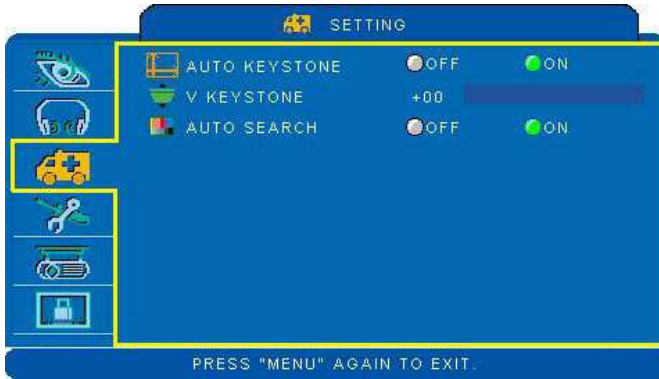 SETTING
AUTO KEYSTONE OFF ON
V KEYSTONE +00
AUTO SEARCH OFF ON
PRESS "MENU" AGAIN TO EXIT.